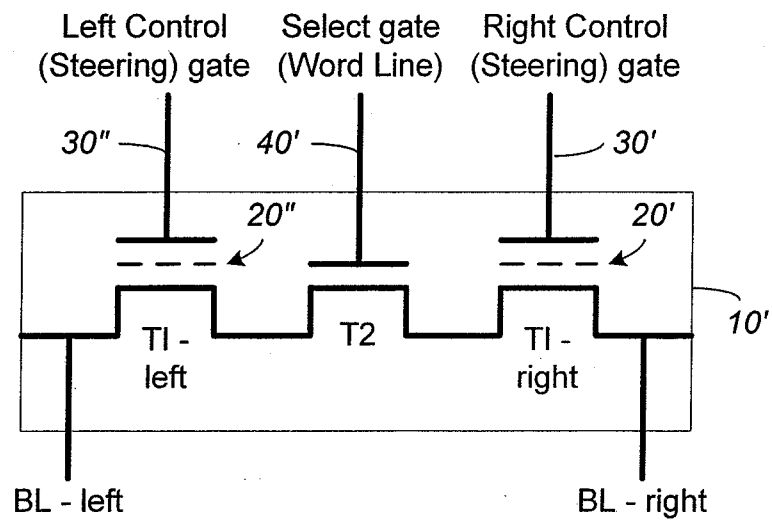 Left Control
(Steering) gate
Select gate
(Word Line)
Right Control
(Steering) gate
30"
40'
30'
20"
20'
10'
TI -
left
T2
TI -
right
BL - left
BL - right